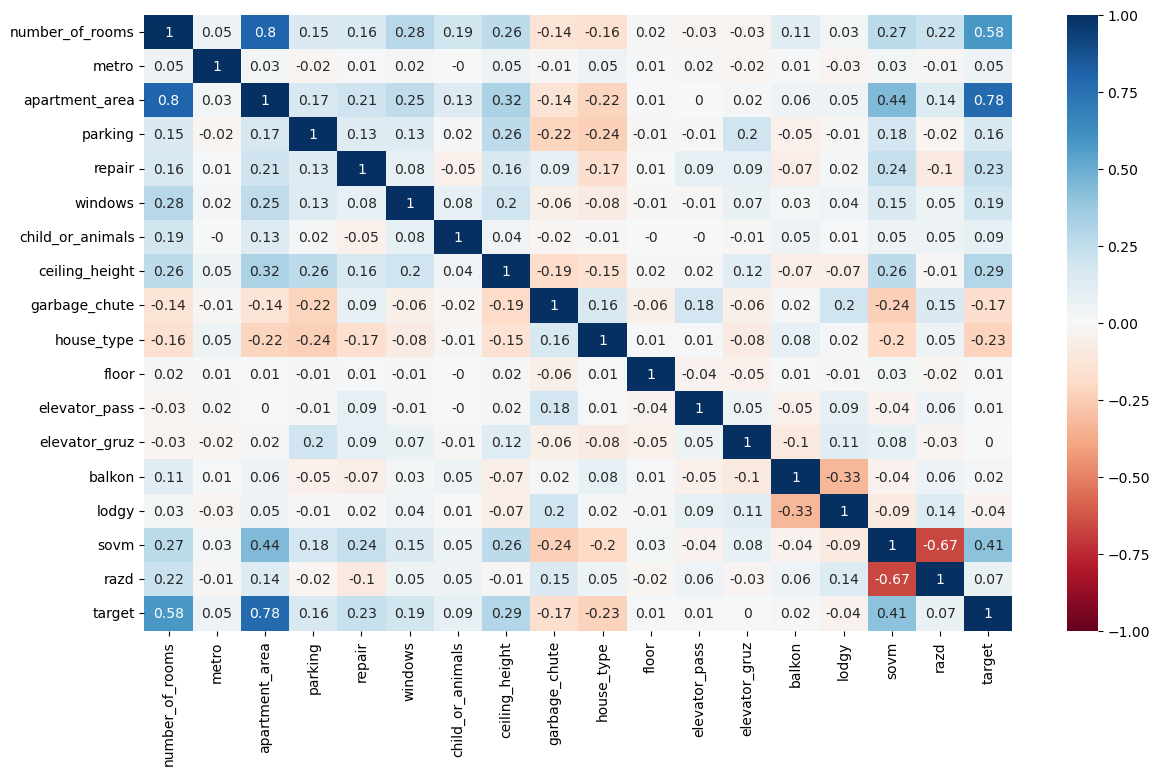 number_of_rooms 1 0.05 0.8 0.15 0.16 0.28 0.19 0.26 -0.14 -0.16 0.02 -0.03 -0.03 0.11 0.03 0.27 0.22 0.58 1.00
metro 0.05 1 0.03 -0.02 0.01 0.02 -0 0.05 -0.01 0.05 0.01 0.02 -0.02 0.01 -0.03 0.03 -0.01 0.05
apartment_area 0.8 0.03 1 0.17 0.21 0.25 0.13 0.32 -0.14 -0.22 0.01 0 0.02 0.06 0.05 0.44 0.14 0.78 0.75
parking 0.15 -0.02 0.17 1 0.13 0.13 0.02 0.26 -0.22 -0.24 -0.01 -0.01 0.2 -0.05 -0.01 0.18 -0.02 0.16
repair 0.16 0.01 0.21 0.13 1 0.08 -0.05 0.16 0.09 -0.17 0.01 0.09 0.09 -0.07 0.02 0.24 -0.1 0.23 0.50
windows 0.28 0.02 0.25 0.13 0.08 1 0.08 0.2 -0.06 -0.08 -0.01 -0.01 0.07 0.03 0.04 0.15 0.05 0.19
child_or_animals 0.19 -0 0.13 0.02 -0.05 0.08 1 0.04 -0.02 -0.01 -0 -0 -0.01 0.05 0.01 0.05 0.05 0.09 0.25
ceiling_height 0.26 0.05 0.32 0.26 0.16 0.2 0.04 1 -0.19 -0.15 0.02 0.02 0.12 -0.07 -0.07 0.26 -0.01 0.29
garbage_chute -0.14 -0.01 -0.14 -0.22 0.09 -0.06 -0.02 -0.19 1 0.16 -0.06 0.18 -0.06 0.02 0.2 -0.24 0.15 -0.17 0.00
house_type -0.16 0.05 -0.22 -0.24 -0.17 -0.08 -0.01 -0.15 0.16 1 0.01 0.01 -0.08 0.08 0.02 -0.2 0.05 -0.23
floor 0.02 0.01 0.01 -0.01 0.01 -0.01 -0 0.02 -0.06 0.01 1 -0.04 -0.05 0.01 -0.01 0.03 -0.02 0.01
elevator_pass -0.03 0.02 0 -0.01 0.09 -0.01 -0 0.02 0.18 0.01 -0.04 1 0.05 -0.05 0.09 -0.04 0.06 0.01 −0.25
elevator_gruz -0.03 -0.02 0.02 0.2 0.09 0.07 -0.01 0.12 -0.06 -0.08 -0.05 0.05 1 -0.1 0.11 0.08 -0.03 0
balkon 0.11 0.01 0.06 -0.05 -0.07 0.03 0.05 -0.07 0.02 0.08 0.01 -0.05 -0.1 1 -0.33 -0.04 0.06 0.02 −0.50
lodgy 0.03 -0.03 0.05 -0.01 0.02 0.04 0.01 -0.07 0.2 0.02 -0.01 0.09 0.11 -0.33 1 -0.09 0.14 -0.04
sovm 0.27 0.03 0.44 0.18 0.24 0.15 0.05 0.26 -0.24 -0.2 0.03 -0.04 0.08 -0.04 -0.09 1 -0.67 0.41 −0.75
razd 0.22 -0.01 0.14 -0.02 -0.1 0.05 0.05 -0.01 0.15 0.05 -0.02 0.06 -0.03 0.06 0.14 -0.67 1 0.07
target 0.58 0.05 0.78 0.16 0.23 0.19 0.09 0.29 -0.17 -0.23 0.01 0.01 0 0.02 -0.04 0.41 0.07 1 −1.00
number_of_rooms
metro
apartment_area
parking
repair
windows
child_or_animals
ceiling_height
garbage_chute
house_type
floor
elevator_pass
elevator_gruz
balkon
lodgy
sovm
razd
target